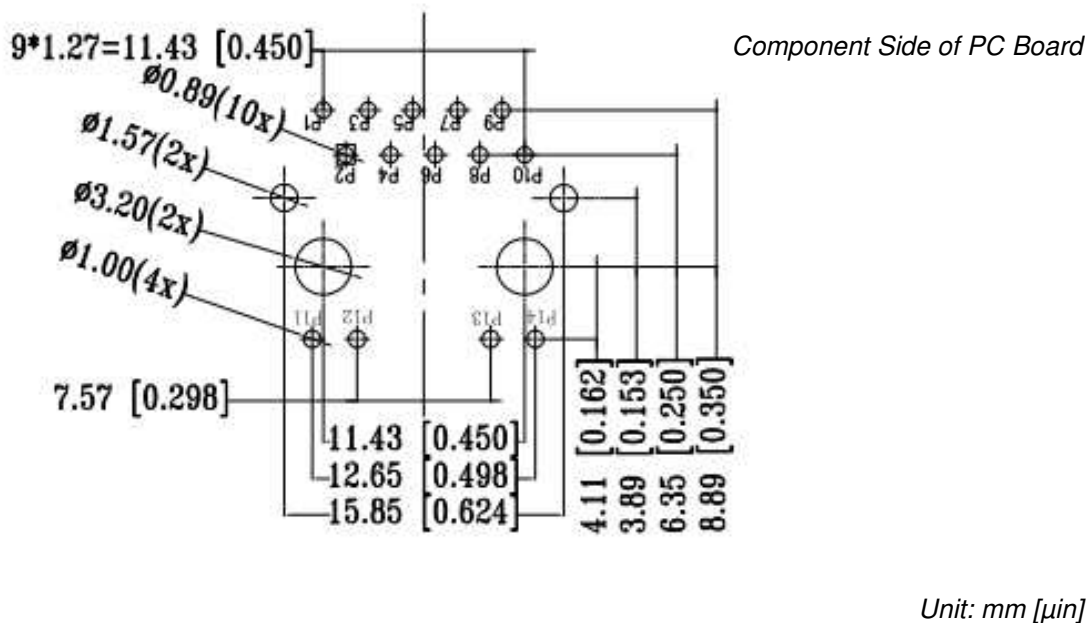 9*1.27=11.43 [0.450]
Component Side of PC Board
ø0.89(10x)
ø1.57(2x)
ø3.20(2x)
ø1.00(4x)
P1 P3 P5 P7 P9
P2 P4 P6 P8 P10
P11 P12 P13 P14
7.57 [0.298]
11.43 [0.450]
12.65 [0.498]
15.85 [0.624]
4.11 [0.162]
3.89 [0.153]
6.35 [0.250]
8.89 [0.350]
Unit: mm [µin]